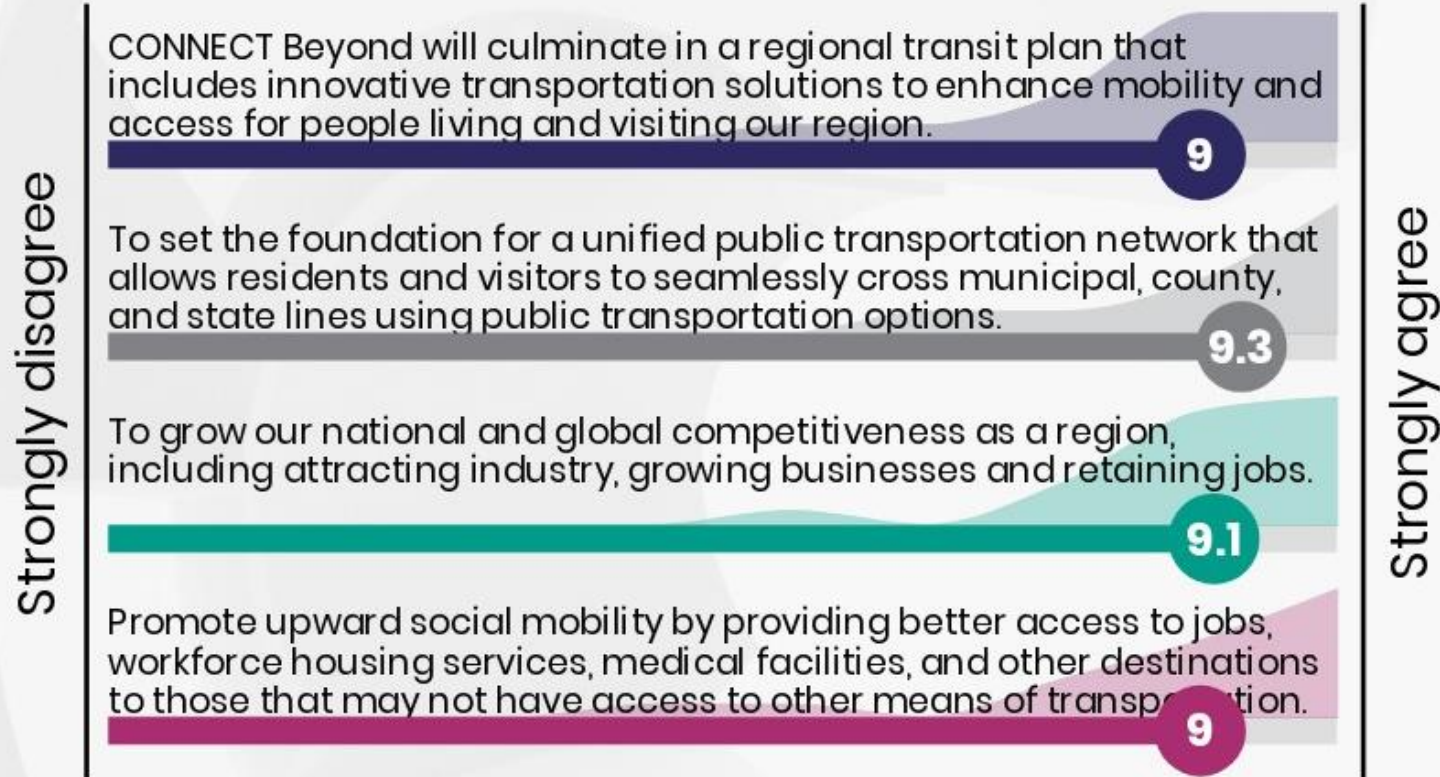 Strongly disagree
CONNECT Beyond will culminate in a regional transit plan that
includes innovative transportation solutions to enhance mobility and
access for people living and visiting our region.
9
To set the foundation for a unified public transportation network that
allows residents and visitors to seamlessly cross municipal, county,
and state lines using public transportation options.
9.3
To grow our national and global competitiveness as a region,
including attracting industry, growing businesses and retaining jobs.
9.1
Promote upward social mobility by providing better access to jobs,
workforce housing services, medical facilities, and other destinations
to those that may not have access to other means of
9
Strongly agree